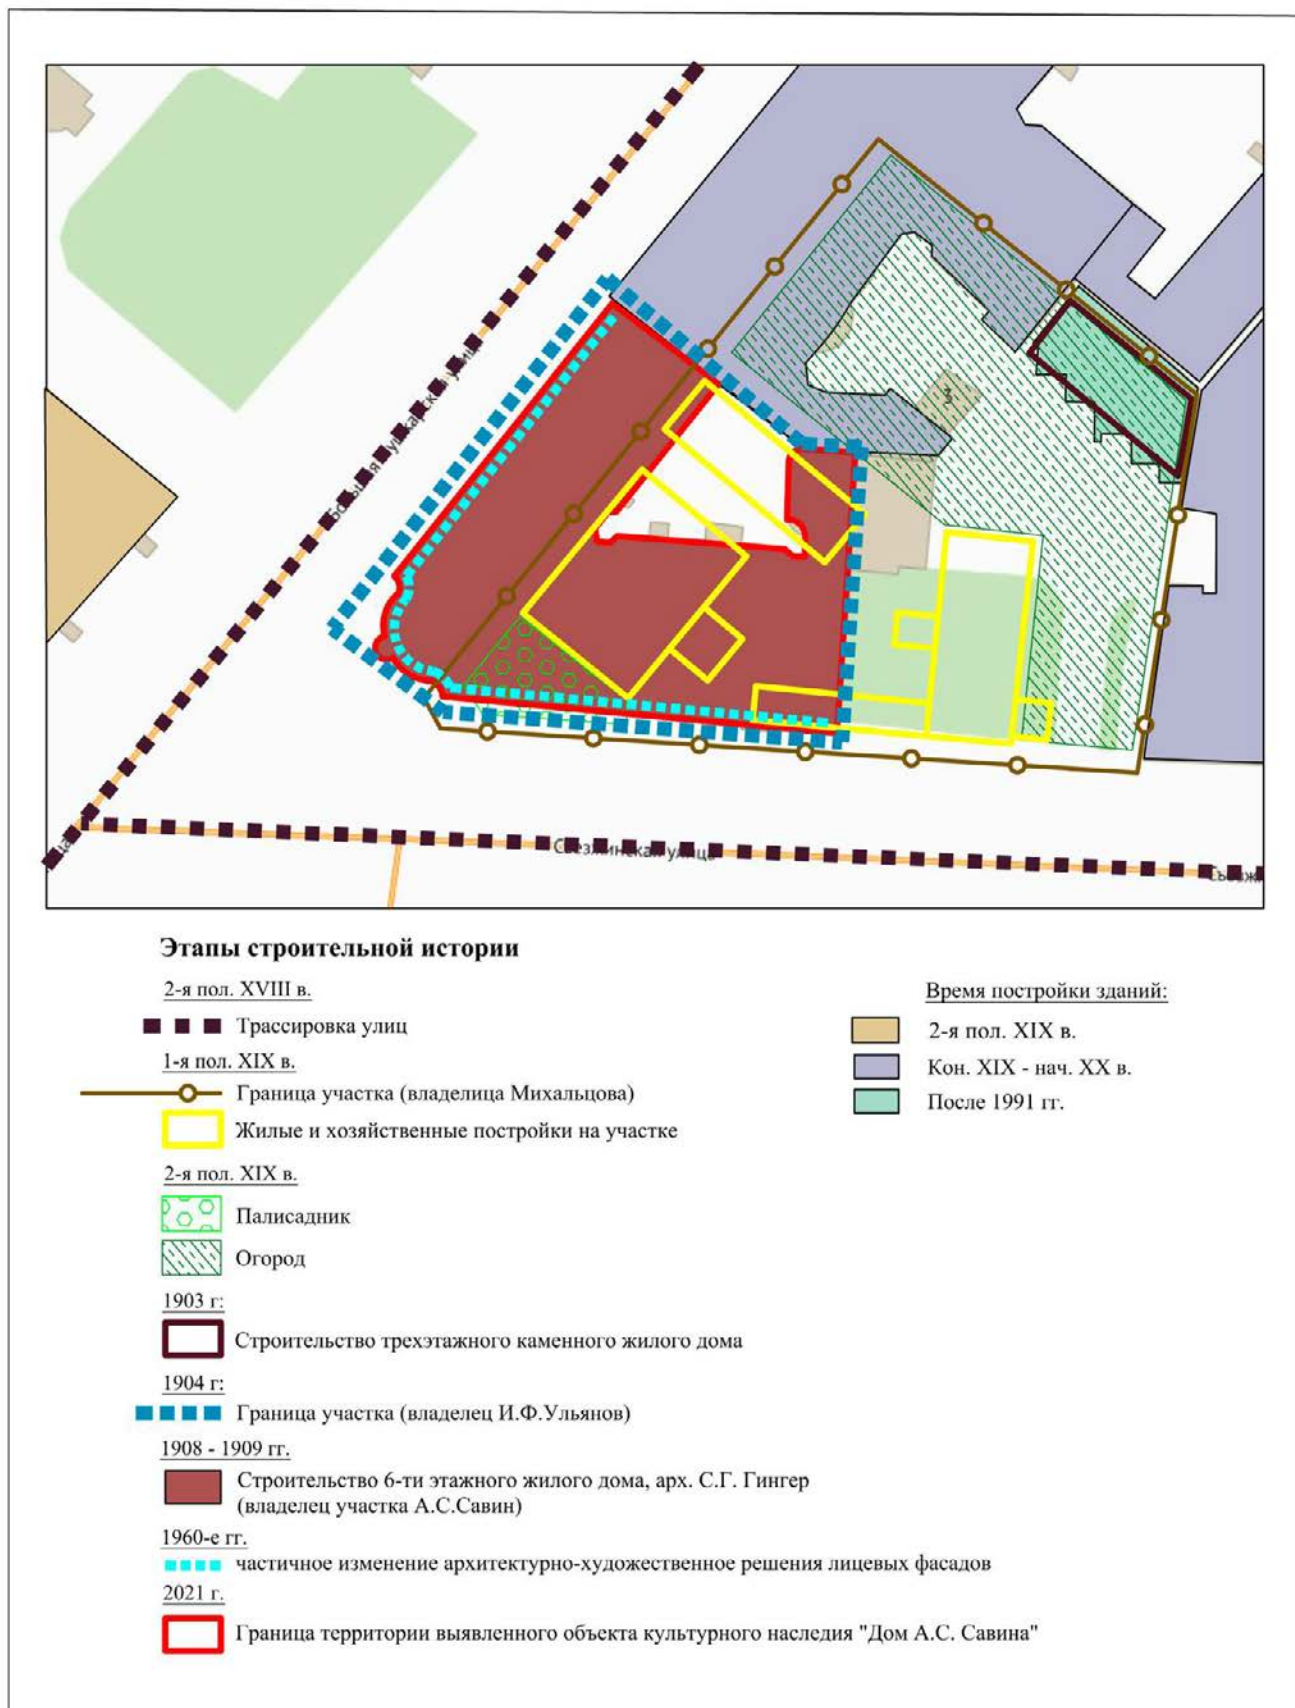 3
улица
Съезжинская улица
Этапы строительной истории
2-я пол. XVIII в.
Трассировка улиц
1-я пол. XIX в.
Граница участка (владелица Михальцова)
Жилые и хозяйственные постройки на участке
2-я пол. XIX в.
Палисадник
Огород
1903 г:
Строительство трехэтажного каменного жилого дома
1904 г:
Граница участка (владелец И.Ф.Ульянов)
1908 - 1909 гг.
Строительство 6-ти этажного жилого дома, арх. С.Г. Гингер
(владелец участка А.С.Савин)
1960-е гг.
частичное изменение архитектурно-художественное решения лицевых фасадов
2021 г.
Граница территории выявленного объекта культурного наследия "Дом А.С. Савина"
Время постройки зданий:
2-я пол. XIX в.
Кон. XIX - нач. XX в.
После 1991 гг.